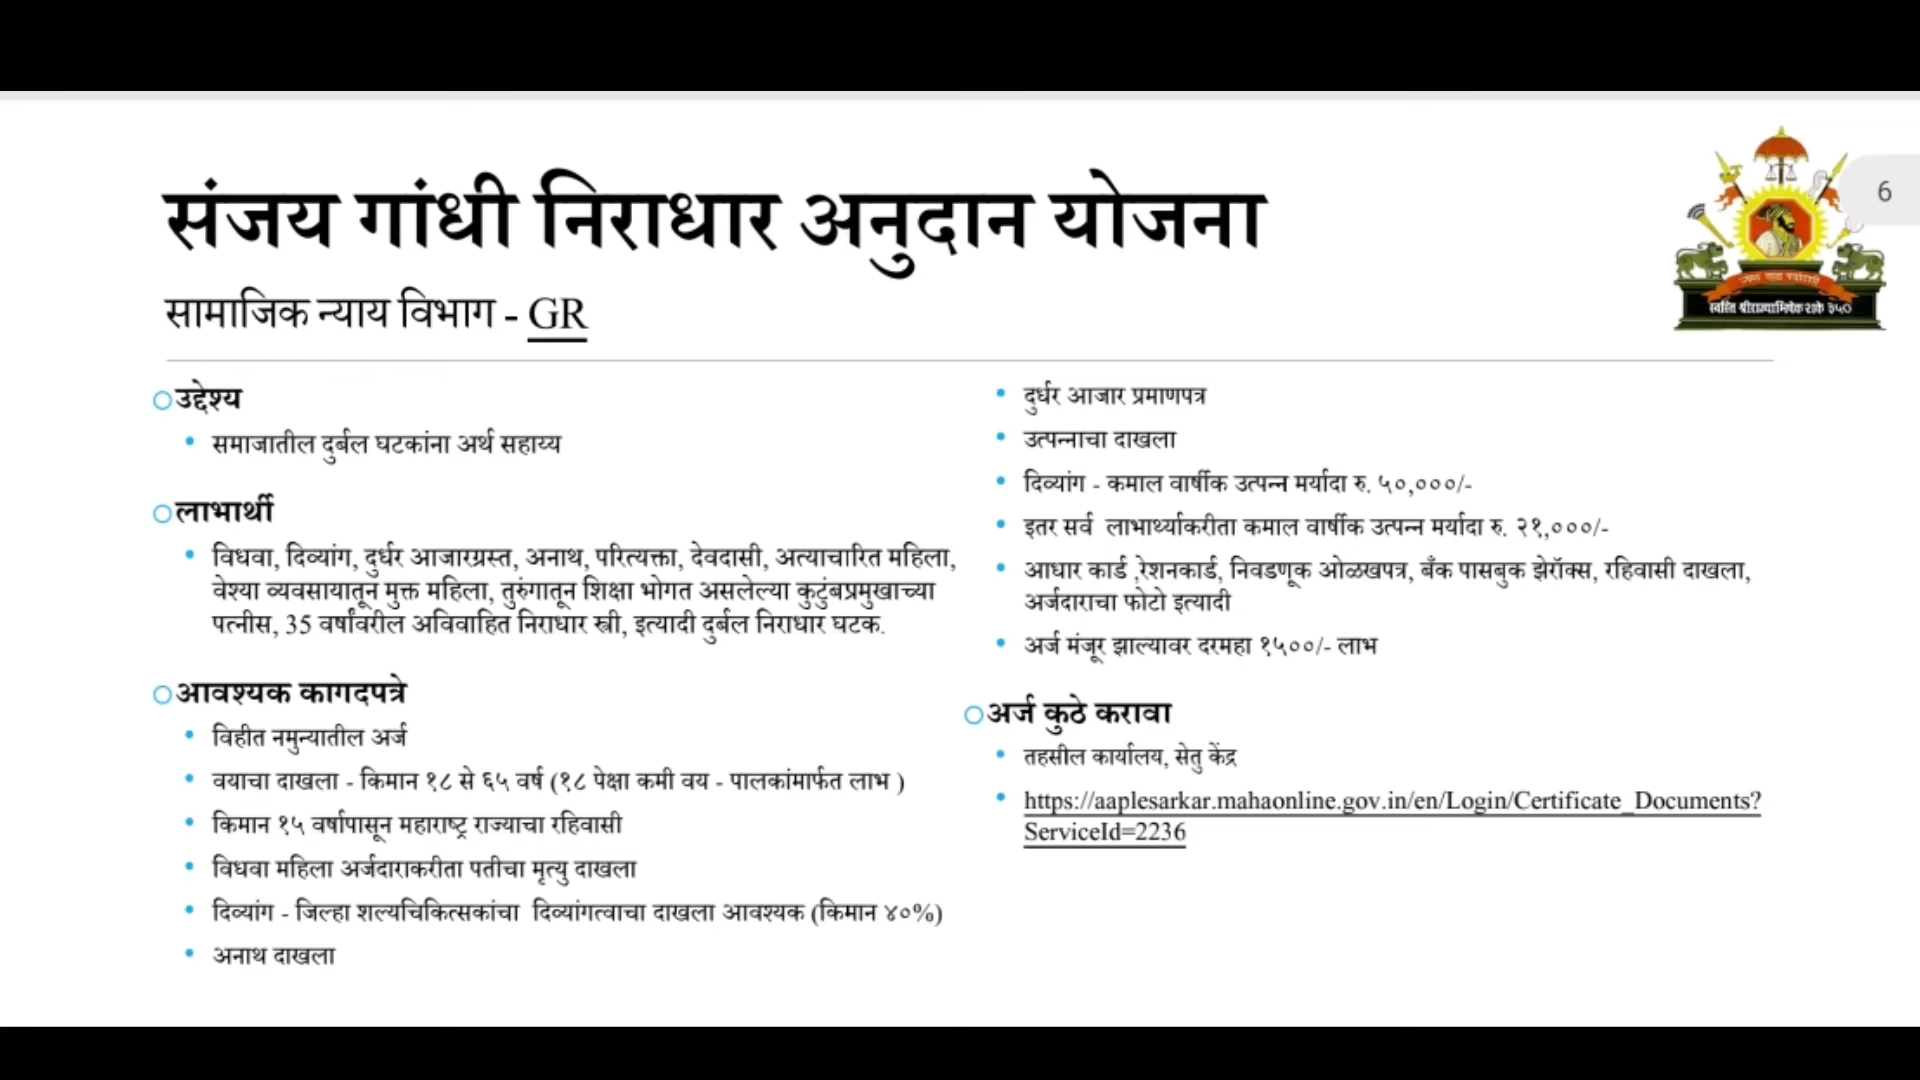 संजय गांधी निराधार अनुदान योजना
सामाजिक न्याय विभाग - GR
6
स्वस्ति श्रीराज्याभिषेक शके ३५०
उद्देश्य
समाजातील दुर्बल घटकांना अर्थ सहाय्य
लाभार्थी
विधवा, दिव्यांग, दुर्धर आजारग्रस्त, अनाथ, परित्यक्ता, देवदासी, अत्याचारित महिला,
वेश्या व्यवसायातून मुक्त महिला, तुरुंगातून शिक्षा भोगत असलेल्या कुटुंबप्रमुखाच्या
पत्नीस, 35 वर्षांवरील अविवाहित निराधार स्त्री, इत्यादी दुर्बल निराधार घटक.
आवश्यक कागदपत्रे
विहीत नमुन्यातील अर्ज
वयाचा दाखला - किमान १८ से ६५ वर्ष (१८ पेक्षा कमी वय - पालकांमार्फत लाभ )
किमान १५ वर्षापासून महाराष्ट्र राज्याचा रहिवासी
विधवा महिला अर्जदाराकरीता पतीचा मृत्यु दाखला
दिव्यांग - जिल्हा शल्यचिकित्सकांचा दिव्यांगत्वाचा दाखला आवश्यक (किमान ४०%)
अनाथ दाखला
दुर्धर आजार प्रमाणपत्र
उत्पन्नाचा दाखला
दिव्यांग - कमाल वार्षीक उत्पन्न मर्यादा रु. ५०,०००/-
इतर सर्व लाभार्थ्याकरीता कमाल वार्षीक उत्पन्न मर्यादा रु. २१,०००/-
आधार कार्ड ,रेशनकार्ड, निवडणूक ओळखपत्र, बँक पासबुक झेरॉक्स, रहिवासी दाखला,
अर्जदाराचा फोटो इत्यादी
अर्ज मंजूर झाल्यावर दरमहा १५००/- लाभ
अर्ज कुठे करावा
तहसील कार्यालय, सेतु केंद्र
https://aaplesarkar.mahaonline.gov.in/en/Login/Certificate_Documents?
ServiceId=2236